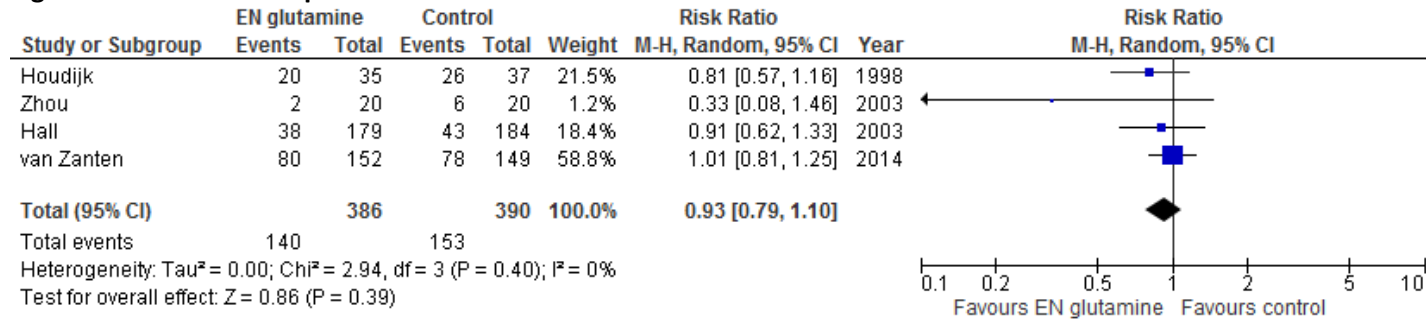 EN glutamine Control Risk Ratio Risk Ratio
Study or Subgroup Events Total Events Total Weight M-H, Random, 95% CI Year M-H, Random, 95% CI
Houdijk 20 35 26 37 21.5% 0.81 [0.57, 1.16] 1998
Zhou 2 20 6 20 1.2% 0.33 [0.08, 1.46] 2003
Hall 38 179 43 184 18.4% 0.91 [0.62, 1.33] 2003
van Zanten 80 152 78 149 58.8% 1.01 [0.81, 1.25] 2014
Total (95% CI) 386 390 100.0% 0.93 [0.79, 1.10]
Total events 140 153
Heterogeneity: Tau² = 0.00; Chi² = 2.94, df = 3 (P = 0.40); I² = 0%
Test for overall effect: Z = 0.86 (P = 0.39)
0.1 0.2 0.5 1 2 5 10
Favours EN glutamine Favours control